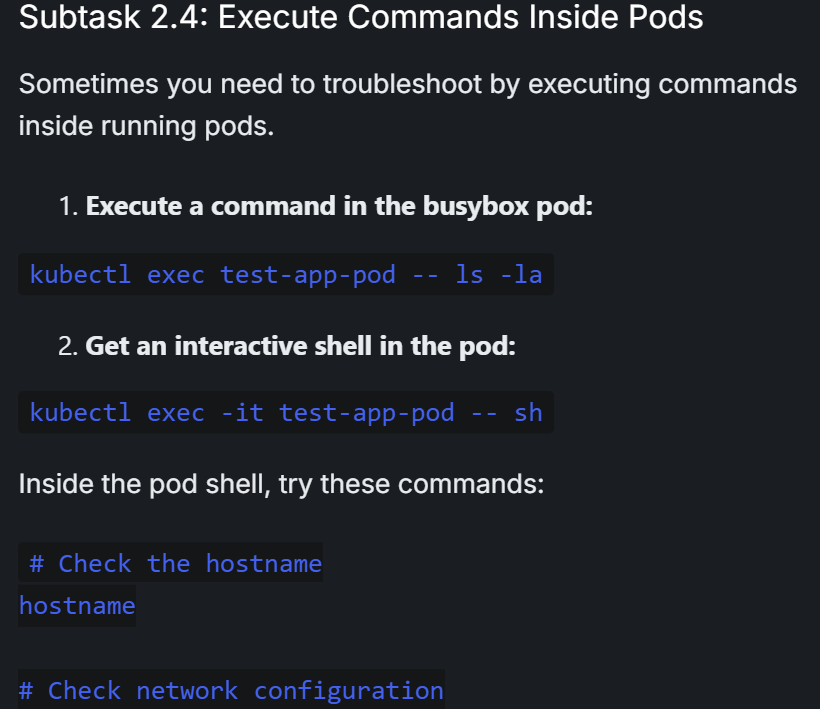 Subtask 2.4: Execute Commands Inside Pods
Sometimes you need to troubleshoot by executing commands
inside running pods.
1. Execute a command in the busybox pod:
kubectl exec test-app-pod -- ls -la
2. Get an interactive shell in the pod:
kubectl exec -it test-app-pod -- sh
Inside the pod shell, try these commands:
# Check the hostname
hostname
# Check network configuration